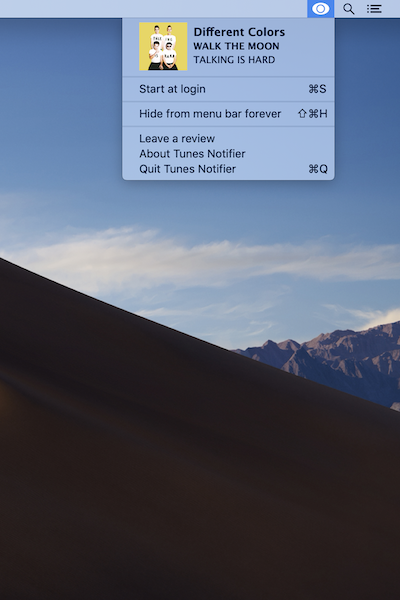 Different Colors
WALK THE MOON
TALKING IS HARD
Start at login ⌘S
Hide from menu bar forever ⇧⌘H
Leave a review
About Tunes Notifier
Quit Tunes Notifier ⌘Q